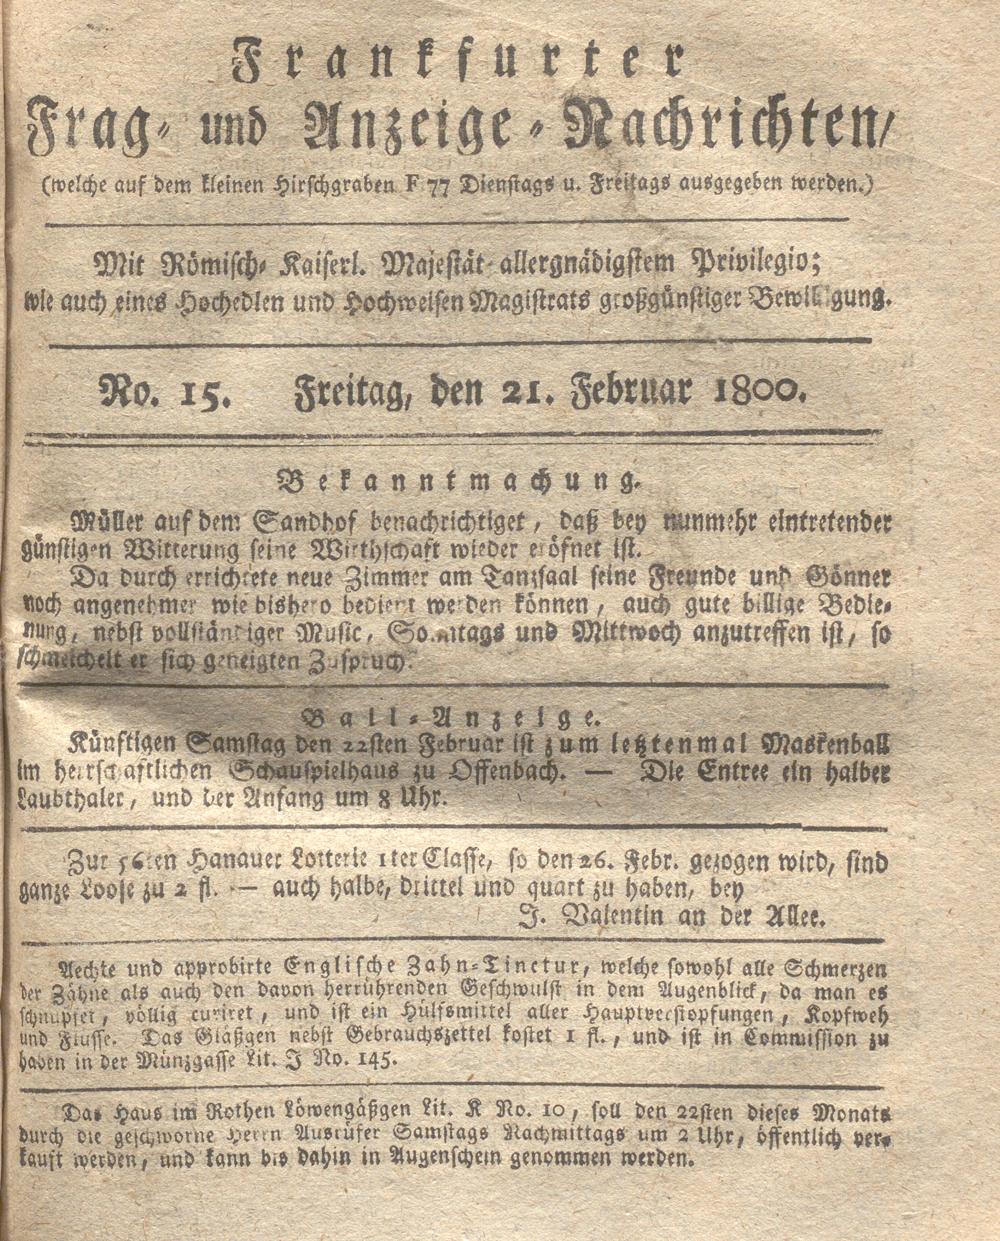 Frankfurter
Frag- und Anzeige-Nachrichten/
(welche auf dem kleinen Hirschgraben F 77 Dienstags u. Freitags ausgegeben werden.)
Mit Römisch-Kaiserl. Majestät allergnädigstem Privilegio;
wie auch eines Hochedlen und Hochweisen Magistrats großgünstiger Bewilligung.
No. 15. Freitag, den 21. Februar 1800.
Bekanntmachung.
Müller auf dem Sandhof benachrichtiget, daß bey nunmehr eintretender
günstigen Witterung seine Wirthschaft wieder eröfnet ist.
Da durch errichtete neue Zimmer am Tanzsaal seine Freunde und Gönner
noch angenehmer wie bishero bedient werden können, auch gute billige Bedie-
nung, nebst vollständiger Music, Sonntags und Mittwoch anzutreffen ist, so
schmeichelt er sich geneigten Zuspruch.
Ball-Anzeige.
Künftigen Samstag den 22sten Februar ist zum letztenmal Maskenball
im herrschaftlichen Schauspielhaus zu Offenbach. — Die Entree ein halber
Laubthaler, und der Anfang um 8 Uhr.
Zur 56ten Hanauer Lotterie 1ter Classe, so den 26. Febr. gezogen wird, sind
ganze Loose zu 2 fl. — auch halbe, drittel und quart zu haben, bey
J. Valentin an der Allee.
Aechte und approbirte Englische Zahn-Tinctur, welche sowohl alle Schmerzen
der Zähne als auch den davon herrührenden Geschwulst in dem Augenblick, da man es
schnupfet, völlig curiret, und ist ein Hülfsmittel aller Hauptverstopfungen, Kopfweh
und Flüsse. Das Gläßgen nebst Gebrauchszettel kostet 1 fl., und ist in Commission zu
haben in der Münzgasse Lit. J No. 145.
Das Haus im Rothen Löwengäßgen Lit. K No. 10, soll den 22sten dieses Monats
durch die geschworne Herrn Ausrüfer Samstags Nachmittags um 2 Uhr, öffentlich ver-
kauft werden, und kann bis dahin in Augenschein genommen werden.